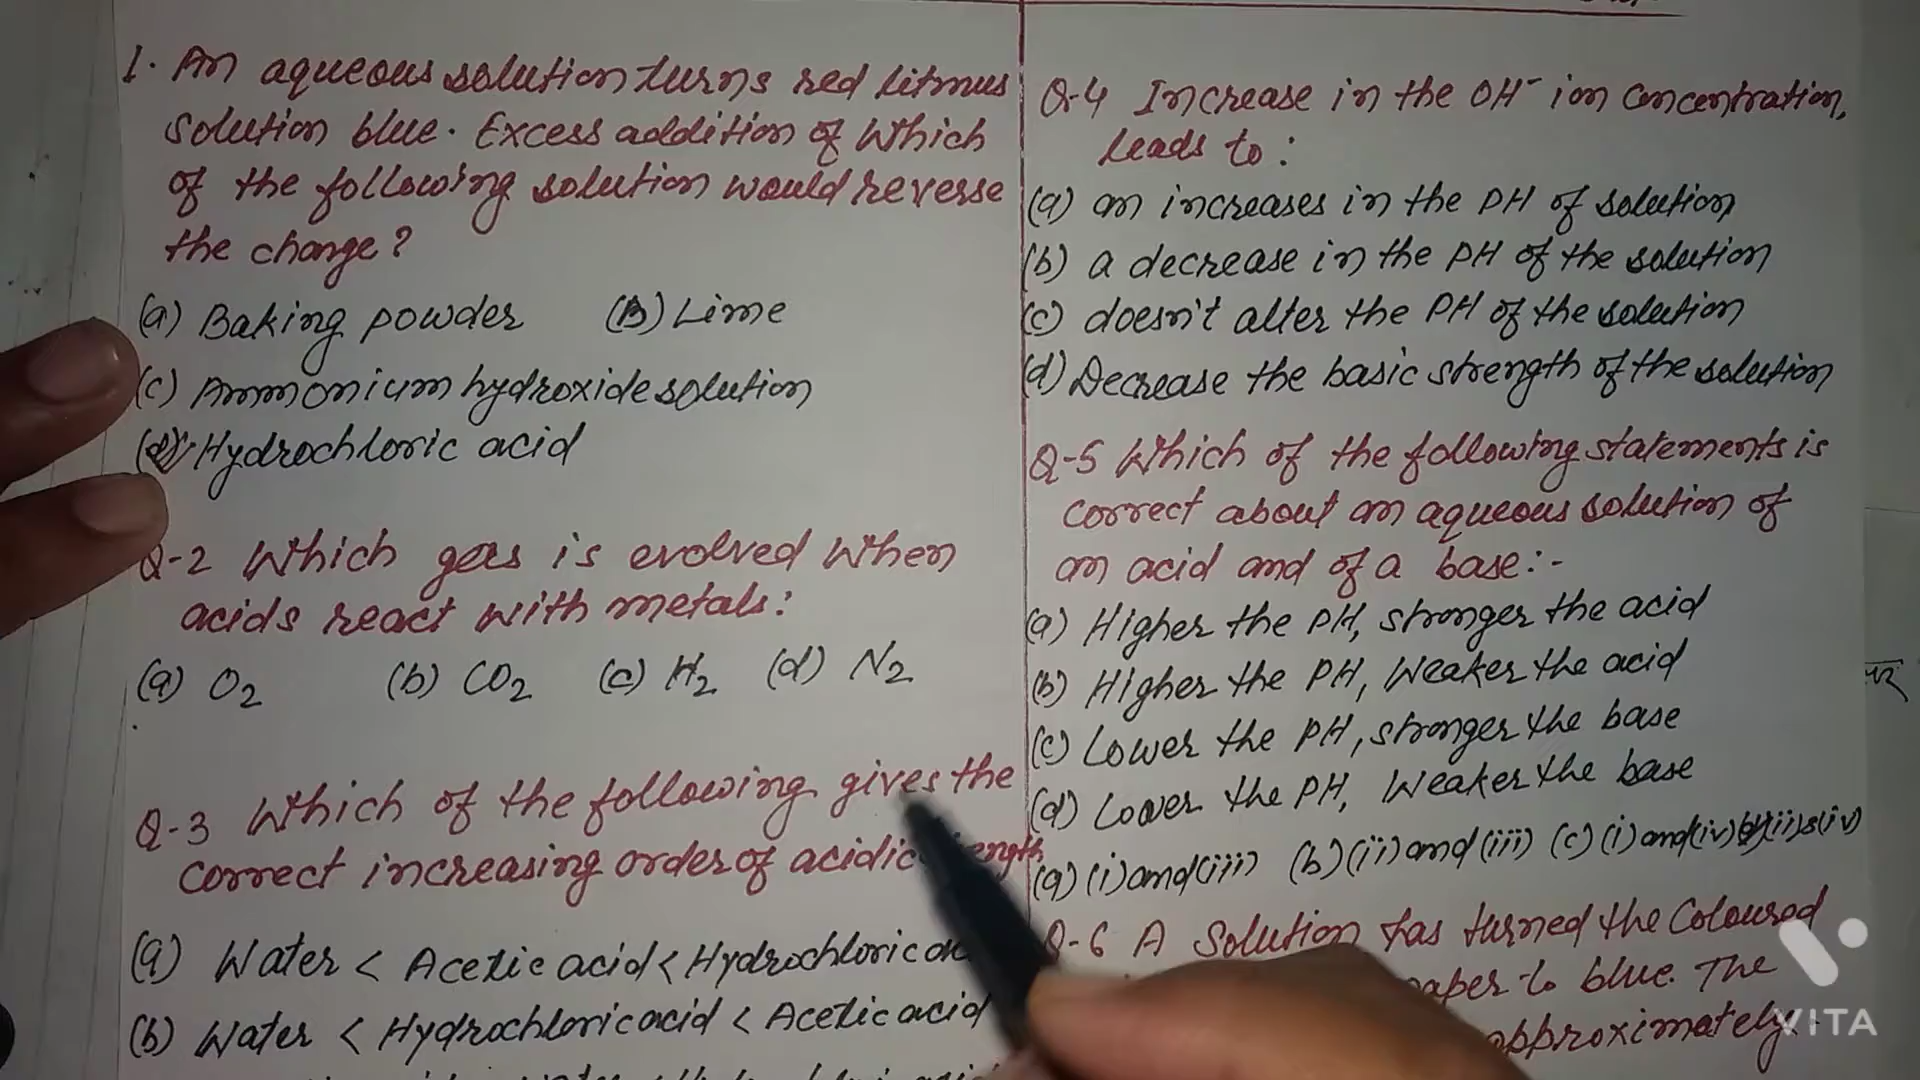 1. An aqueous solution turns red litmus
solution blue. Excess addition of which
of the following solution would reverse
the change?
(a) Baking powder (B) Lime
(c) Ammonium hydroxide solution
(d) Hydrochloric acid
Q-2 Which gas is evolved when
acids react with metals:
(a) O2 (b) CO2 (c) H2 (d) N2
Q-3 Which of the following gives the
correct increasing order of acidic
(a) Water < Acetic acid < Hydrochloric
(b) Water < Hydrochloric acid < Acetic acid
Q-4 Increase in the OH⁻ ion concentration,
leads to:
(a) an increases in the PH of solution
(b) a decrease in the PH of the solution
(c) doesn't alter the PH of the solution
(d) Decrease the basic strength of the solution
Q-5 Which of the following statements is
correct about an aqueous solution of
an acid and of a base:-
(a) Higher the PH, stronger the acid
(b) Higher the PH, Weaker the acid
(c) Lower the PH, stronger the base
(d) Lower the PH, Weaker the base
(a) (i) and (iii) (b) (ii) and (iii) (c) (i) and (iv) (d) (ii) & (iv)
Q-6 A Solution has turned the Coloured
paper to blue. The
approximately.
VITA